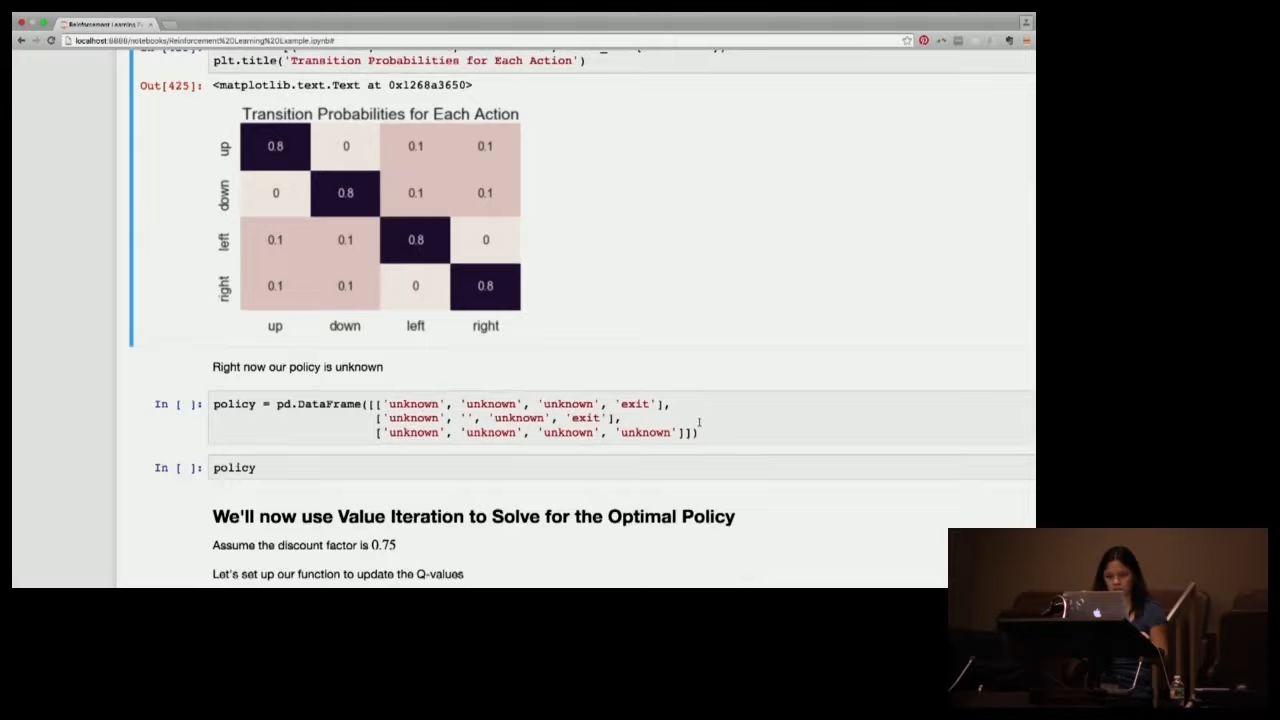 Reinforcement Learning Ex
localhost:8888/notebooks/Reinforcement%20Learning%20Example.ipynb#
plt.title('Transition Probabilities for Each Action')
Out[425]: <matplotlib.text.Text at 0x1268a3650>
Transition Probabilities for Each Action
up 0.8 0 0.1 0.1
down 0 0.8 0.1 0.1
left 0.1 0.1 0.8 0
right 0.1 0.1 0 0.8
up down left right
Right now our policy is unknown
In [ ]: policy = pd.DataFrame([['unknown', 'unknown', 'unknown', 'exit'],
['unknown', '', 'unknown', 'exit'],
['unknown', 'unknown', 'unknown', 'unknown']])
In [ ]: policy
We'll now use Value Iteration to Solve for the Optimal Policy
Assume the discount factor is 0.75
Let's set up our function to update the Q-values